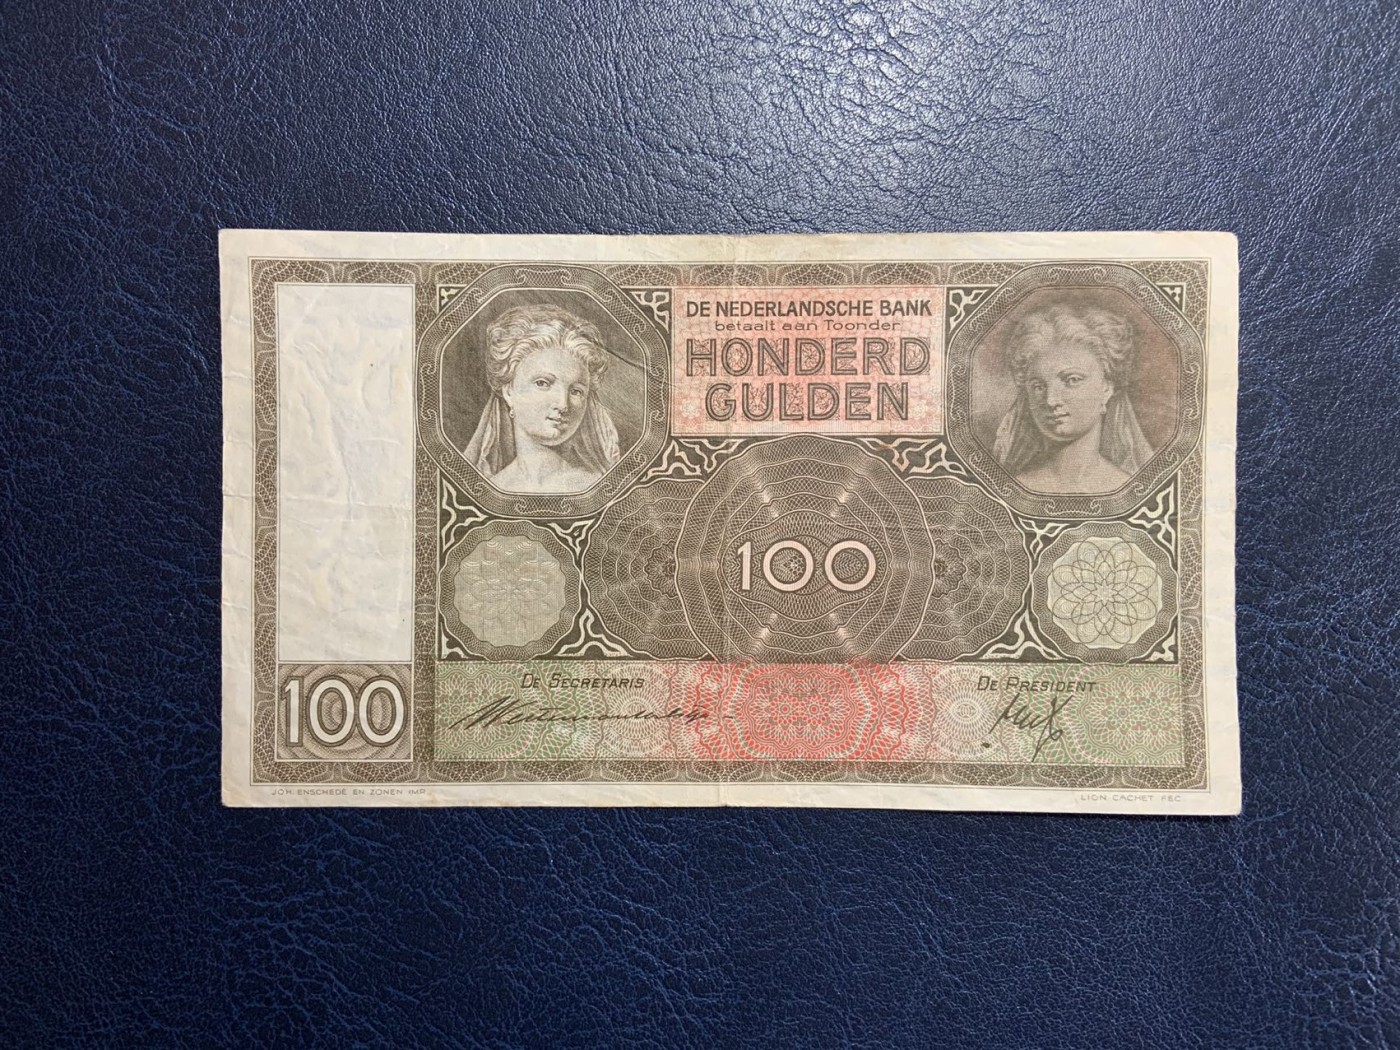 DE NEDERLANDSCHE BANK
betaalt aan Toonder
HONDERD
GULDEN
100
100
DE SECRETARIS
DE PRESIDENT
JOH. ENSCHEDÉ EN ZONEN IMP.
LION CACHET FEC.